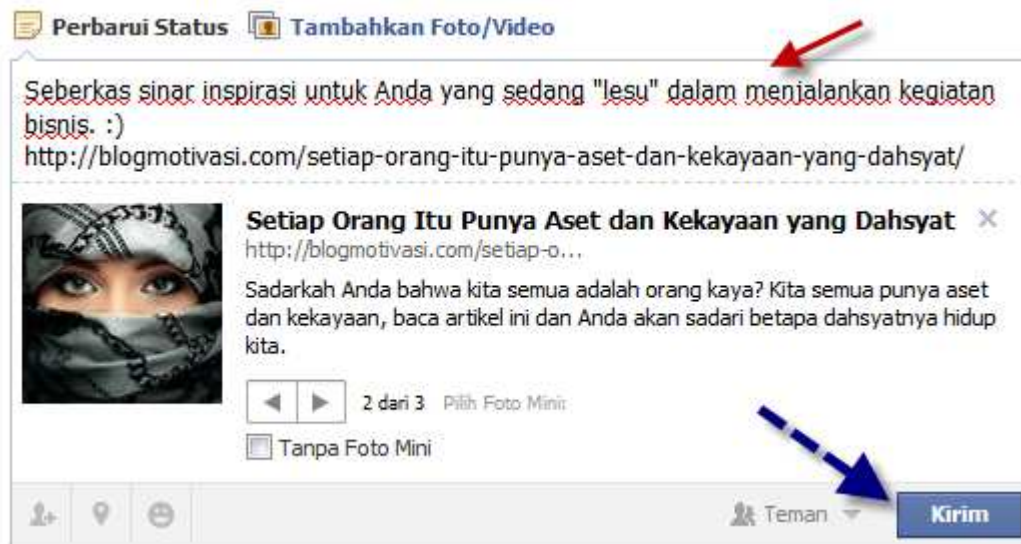 Perbarui Status Tambahkan Foto/Video
Seberkas sinar inspirasi untuk Anda yang sedang "lesu" dalam menjalankan kegiatan
bisnis. :)
http://blogmotivasi.com/setiap-orang-itu-punya-aset-dan-kekayaan-yang-dahsyat/
Setiap Orang Itu Punya Aset dan Kekayaan yang Dahsyat
http://blogmotivasi.com/setiap-o...
Sadarkah Anda bahwa kita semua adalah orang kaya? Kita semua punya aset
dan kekayaan, baca artikel ini dan Anda akan sadari betapa dahsyatnya hidup
kita.
2 dari 3 Pilih Foto Mini:
Tanpa Foto Mini
Teman Kirim